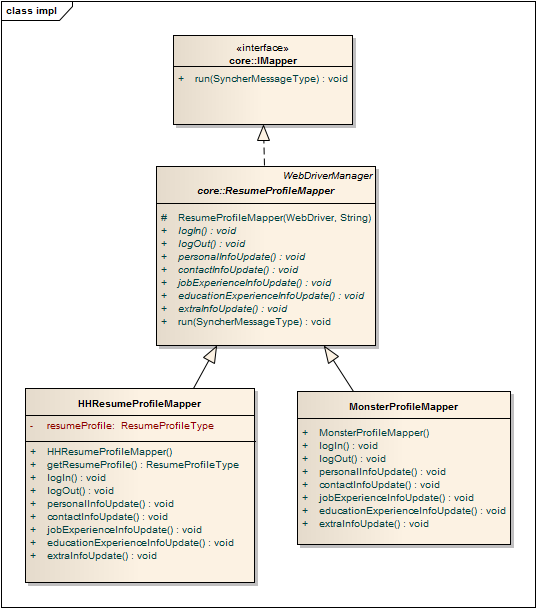 class impl
«interface»
core::IMapper
+ run(SyncherMessageType) : void
WebDriverManager
core::ResumeProfileMapper
# ResumeProfileMapper(WebDriver, String)
+ logIn() : void
+ logOut() : void
+ personalInfoUpdate() : void
+ contactInfoUpdate() : void
+ jobExperienceInfoUpdate() : void
+ educationExperienceInfoUpdate() : void
+ extraInfoUpdate() : void
+ run(SyncherMessageType) : void
HHResumeProfileMapper
- resumeProfile: ResumeProfileType
+ HHResumeProfileMapper()
+ getResumeProfile() : ResumeProfileType
+ logIn() : void
+ logOut() : void
+ personalInfoUpdate() : void
+ contactInfoUpdate() : void
+ jobExperienceInfoUpdate() : void
+ educationExperienceInfoUpdate() : void
+ extraInfoUpdate() : void
MonsterProfileMapper
+ MonsterProfileMapper()
+ logIn() : void
+ logOut() : void
+ personalInfoUpdate() : void
+ contactInfoUpdate() : void
+ jobExperienceInfoUpdate() : void
+ educationExperienceInfoUpdate() : void
+ extraInfoUpdate() : void